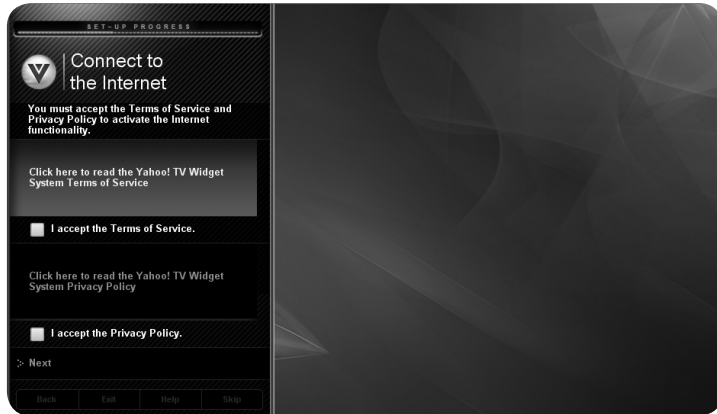 SET-UP PROGRESS
Connect to
the Internet
You must accept the Terms of Service and
Privacy Policy to activate the Internet
functionality.
Click here to read the Yahoo! TV Widget
System Terms of Service
I accept the Terms of Service.
Click here to read the Yahoo! TV Widget
System Privacy Policy
I accept the Privacy Policy.
Next
Back Exit Help Skip